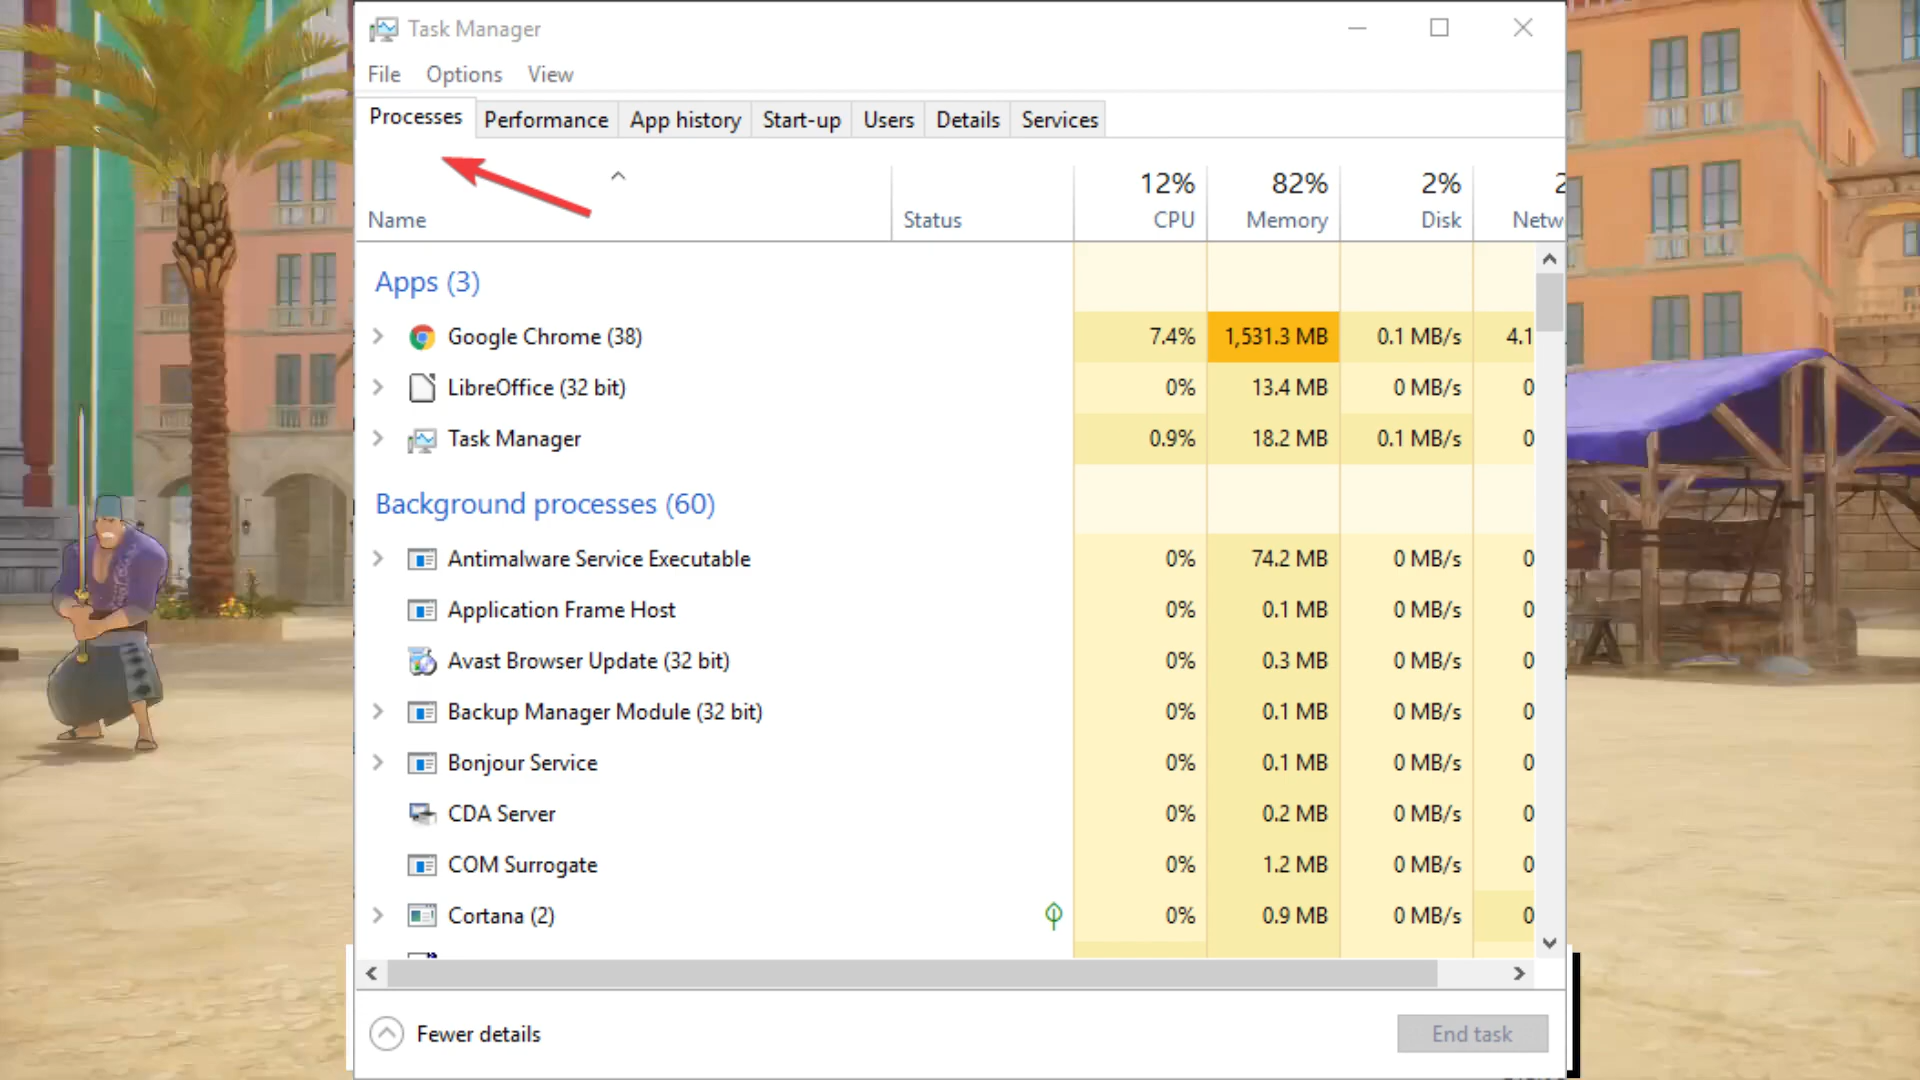 Task Manager
File Options View
Processes Performance App history Start-up Users Details Services
12% 82% 2% 2
Name Status CPU Memory Disk Netw
Apps (3)
Google Chrome (38) 7.4% 1,531.3 MB 0.1 MB/s 4.1
LibreOffice (32 bit) 0% 13.4 MB 0 MB/s 0
Task Manager 0.9% 18.2 MB 0.1 MB/s 0
Background processes (60)
Antimalware Service Executable 0% 74.2 MB 0 MB/s 0
Application Frame Host 0% 0.1 MB 0 MB/s 0
Avast Browser Update (32 bit) 0% 0.3 MB 0 MB/s 0
Backup Manager Module (32 bit) 0% 0.1 MB 0 MB/s 0
Bonjour Service 0% 0.1 MB 0 MB/s 0
CDA Server 0% 0.2 MB 0 MB/s 0
COM Surrogate 0% 1.2 MB 0 MB/s 0
Cortana (2) 0% 0.9 MB 0 MB/s 0
Fewer details End task